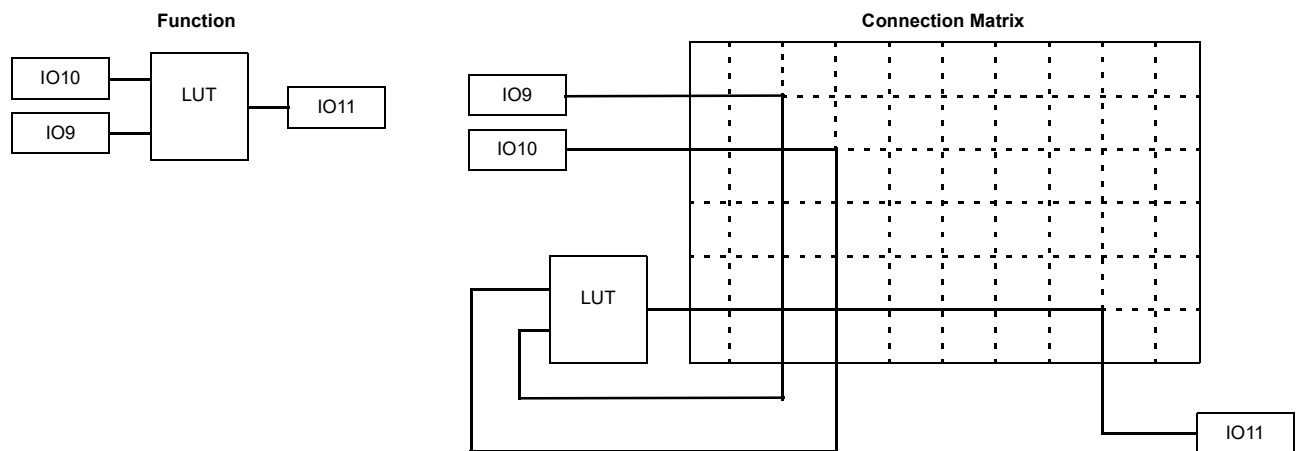 Function
IO10
IO9
LUT
IO11
Connection Matrix
IO9
IO10
LUT
IO11